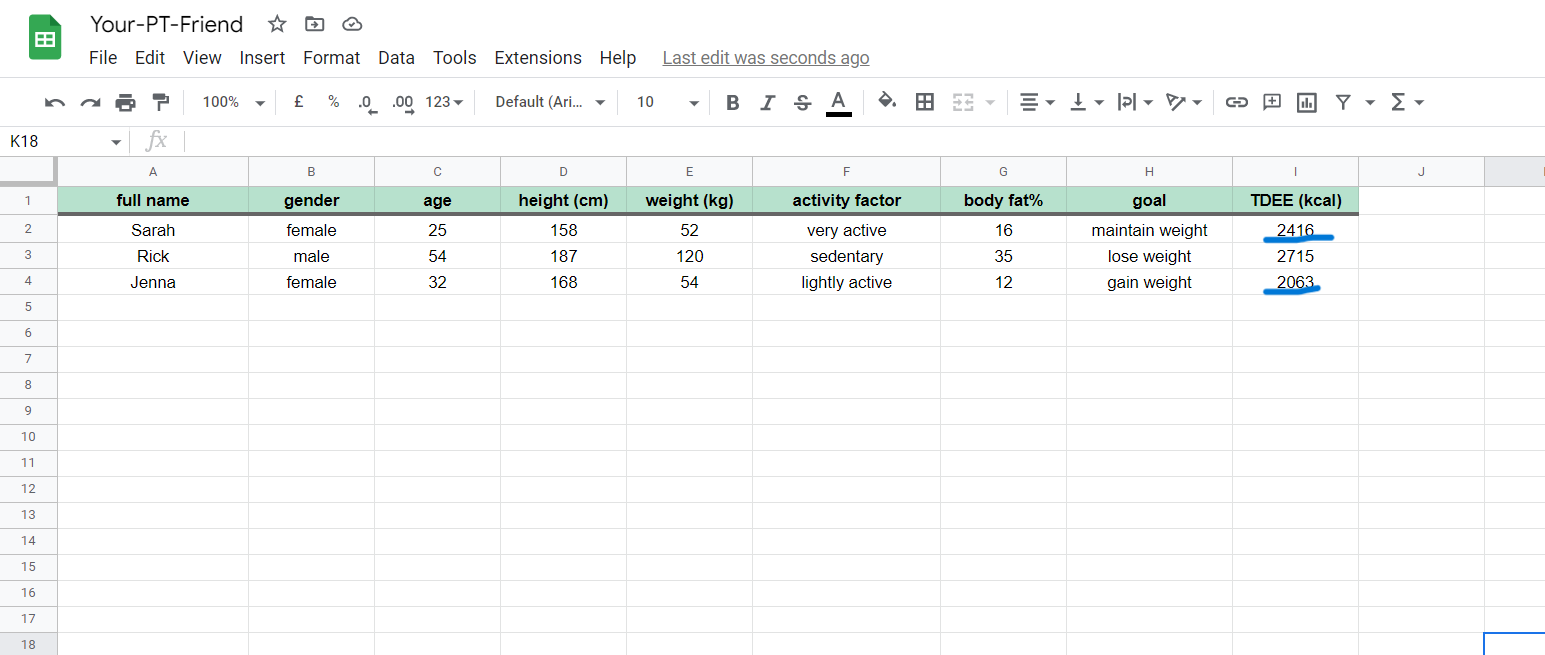 Your-PT-Friend
File Edit View Insert Format Data Tools Extensions Help Last edit was seconds ago
100% £ % .0 .00 123 Default (Ari... 10 B I S A Σ
K18 fx
A B C D E F G H I J
1 full name gender age height (cm) weight (kg) activity factor body fat% goal TDEE (kcal)
2 Sarah female 25 158 52 very active 16 maintain weight 2416
3 Rick male 54 187 120 sedentary 35 lose weight 2715
4 Jenna female 32 168 54 lightly active 12 gain weight 2063
5
6
7
8
9
10
11
12
13
14
15
16
17
18